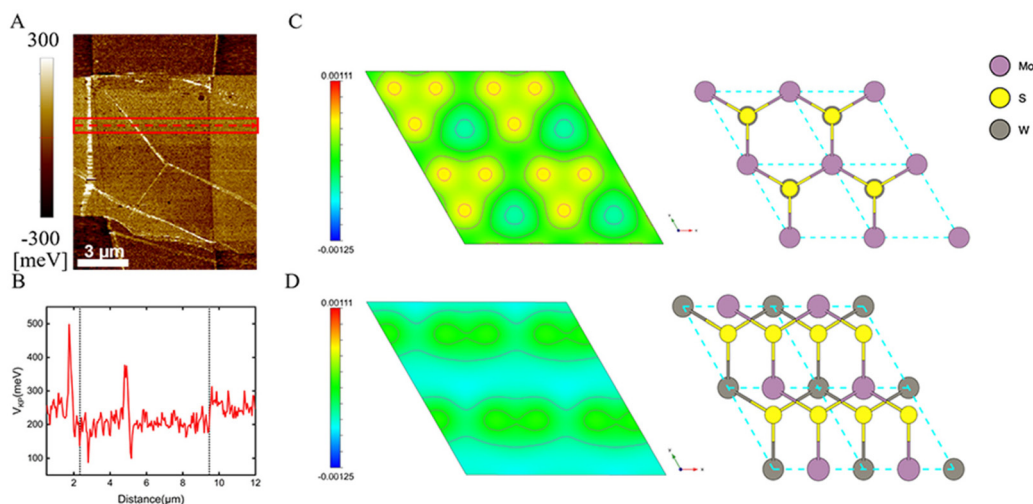 A
300
-300
[meV]
3 μm
B
500
400
300
200
100
V_KP(meV)
2 4 6 8 10 12
Distance(μm)
C
0.00111
-0.00125
Mo
S
W
D
0.00111
-0.00125